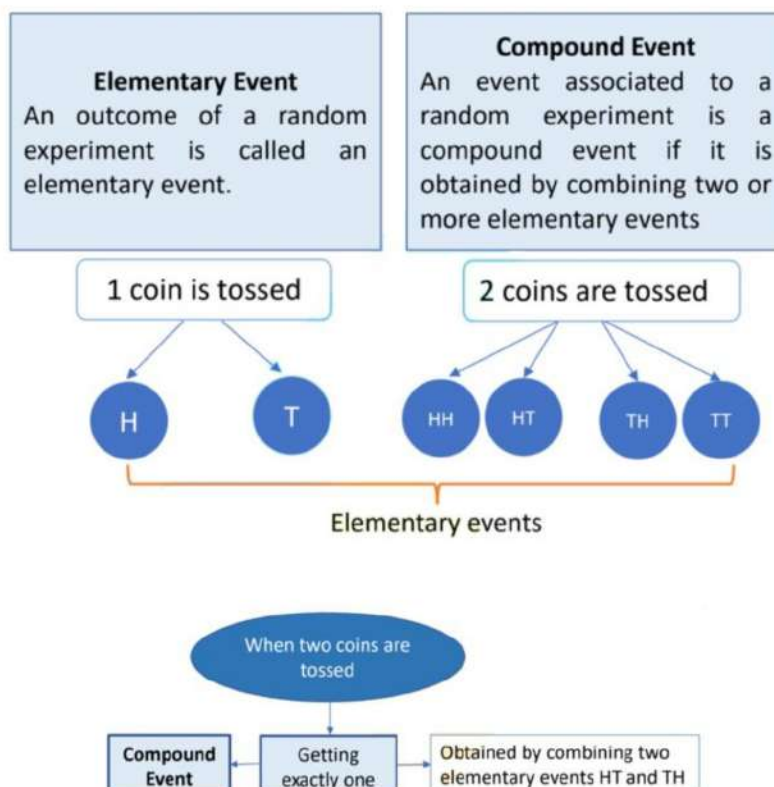 Elementary Event
An outcome of a random
experiment is called an
elementary event.
Compound Event
An event associated to a
random experiment is a
compound event if it is
obtained by combining two or
more elementary events
1 coin is tossed
2 coins are tossed
H
T
HH
HT
TH
TT
Elementary events
When two coins are
tossed
Compound
Event
Getting
exactly one
Obtained by combining two
elementary events HT and TH